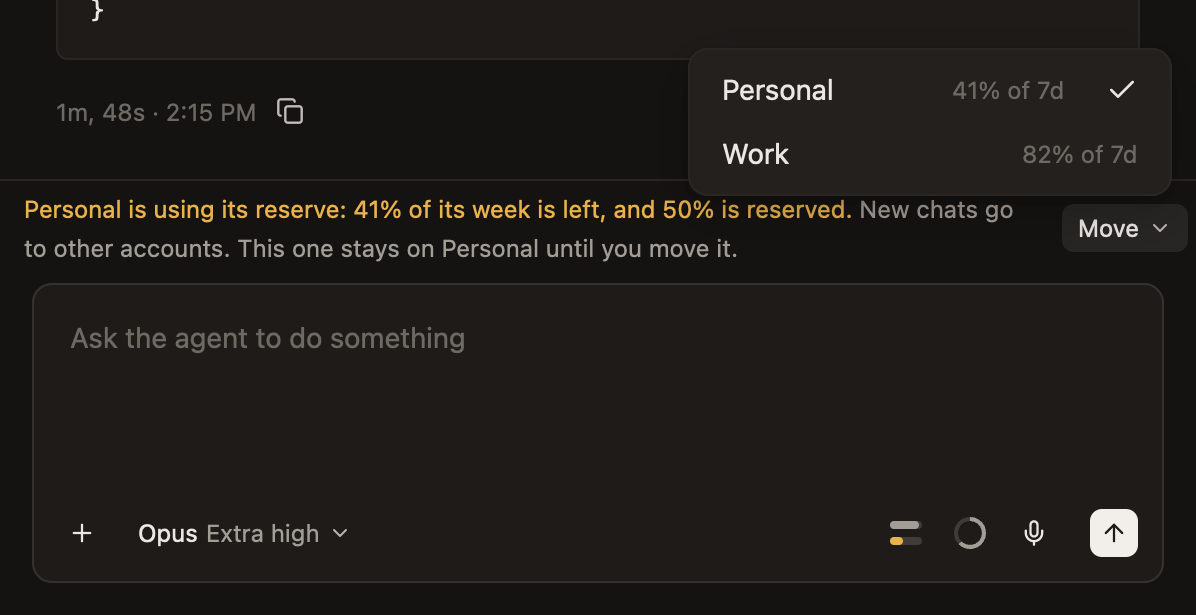 }
Personal 41% of 7d
Work 82% of 7d
1m, 48s · 2:15 PM
Personal is using its reserve: 41% of its week is left, and 50% is reserved. New chats go
to other accounts. This one stays on Personal until you move it.
Move
Ask the agent to do something
Opus Extra high